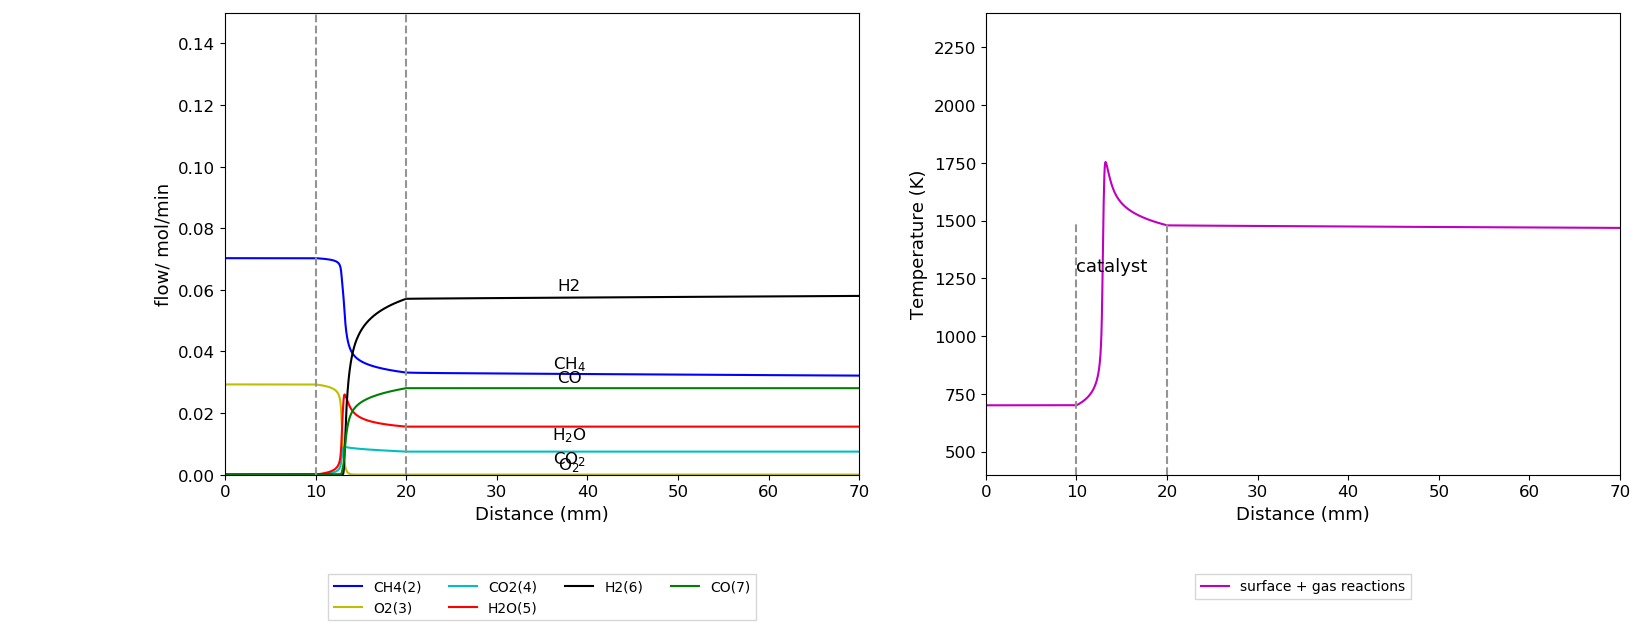 0.14
0.12
0.10
0.08
0.06
0.04
0.02
0.00
flow/ mol/min
H2
CH4
CO
H2O
CO2
O2
0 10 20 30 40 50 60 70
Distance (mm)
CH4(2) CO2(4) H2(6) CO(7)
O2(3) H2O(5)
2250
2000
1750
1500
1250
1000
750
500
Temperature (K)
catalyst
0 10 20 30 40 50 60 70
Distance (mm)
surface + gas reactions